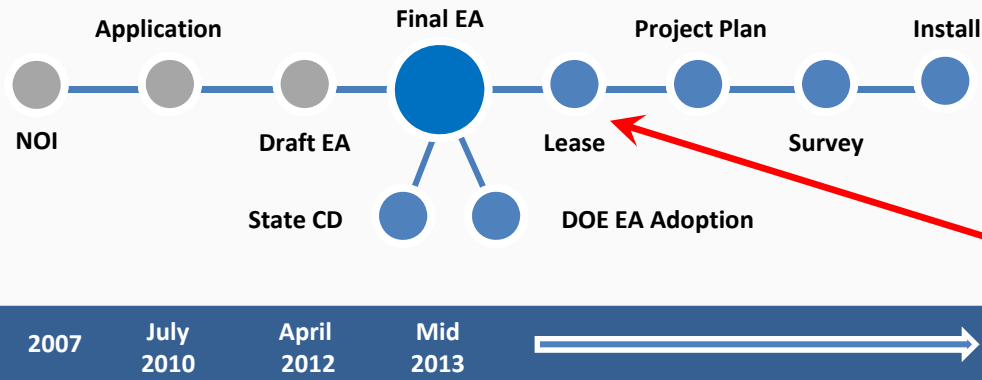 Final EA
Application
Project Plan
Install
NOI
Draft EA
Lease
Survey
State CD
DOE EA Adoption
2007
July
2010
April
2012
Mid
2013